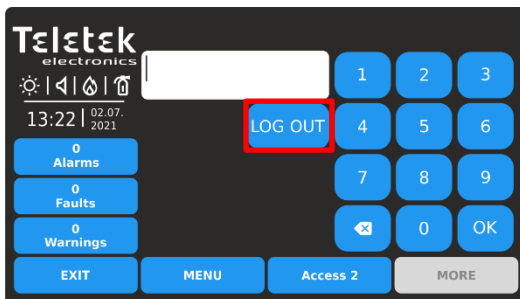 Teletek
electronics
13:22 02.07.
2021
0
Alarms
0
Faults
0
Warnings
LOG OUT
1 2 3
4 5 6
7 8 9
0 OK
EXIT MENU Access 2 MORE